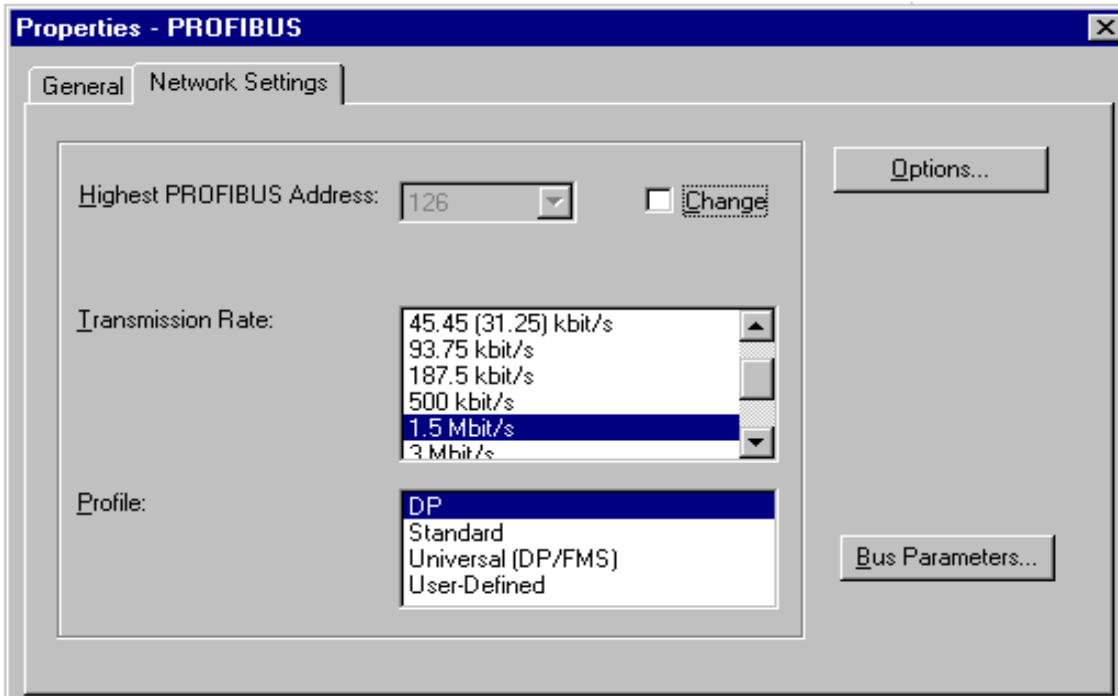 Properties - PROFIBUS
General Network Settings
Highest PROFIBUS Address: 126 Change Options...
Transmission Rate:
45.45 (31.25) kbit/s
93.75 kbit/s
187.5 kbit/s
500 kbit/s
1.5 Mbit/s
3 Mbit/s
Profile:
DP
Standard
Universal (DP/FMS)
User-Defined
Bus Parameters...